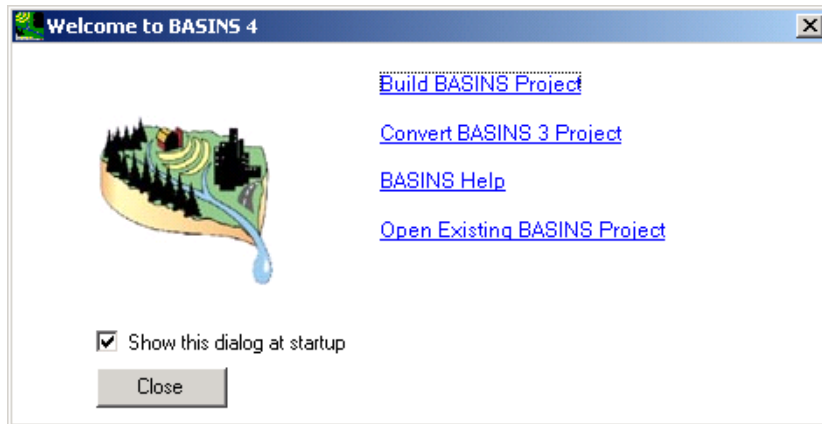 Welcome to BASINS 4
Build BASINS Project
Convert BASINS 3 Project
BASINS Help
Open Existing BASINS Project
Show this dialog at startup
Close